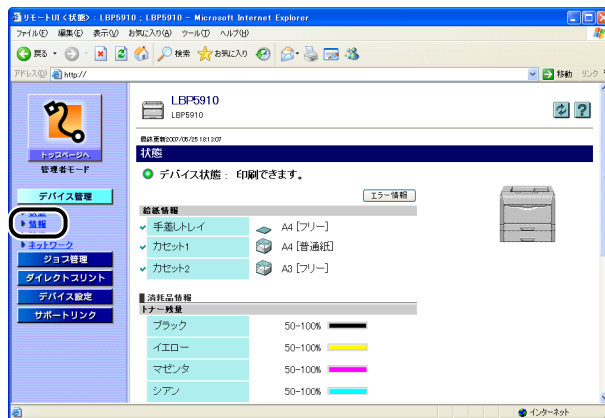 リモートUI <状態> : LBP5910 ; LBP5910 - Microsoft Internet Explorer
ファイル(F) 編集(E) 表示(V) お気に入り(A) ツール(T) ヘルプ(H)
戻る 検索 お気に入り
アドレス(D) http:// 移動 リンク
トップページへ
管理者モード
デバイス管理
状態
情報
ネットワーク
ジョブ管理
ダイレクトプリント
デバイス設定
サポートリンク
LBP5910
LBP5910
最終更新2007/05/25 18:13:07
状態
デバイス状態 : 印刷できます。
エラー情報
給紙情報
手差しトレイ A4 [フリー]
カセット1 A4 [普通紙]
カセット2 A3 [フリー]
消耗品情報
トナー残量
ブラック 50-100%
イエロー 50-100%
マゼンタ 50-100%
シアン 50-100%
インターネット